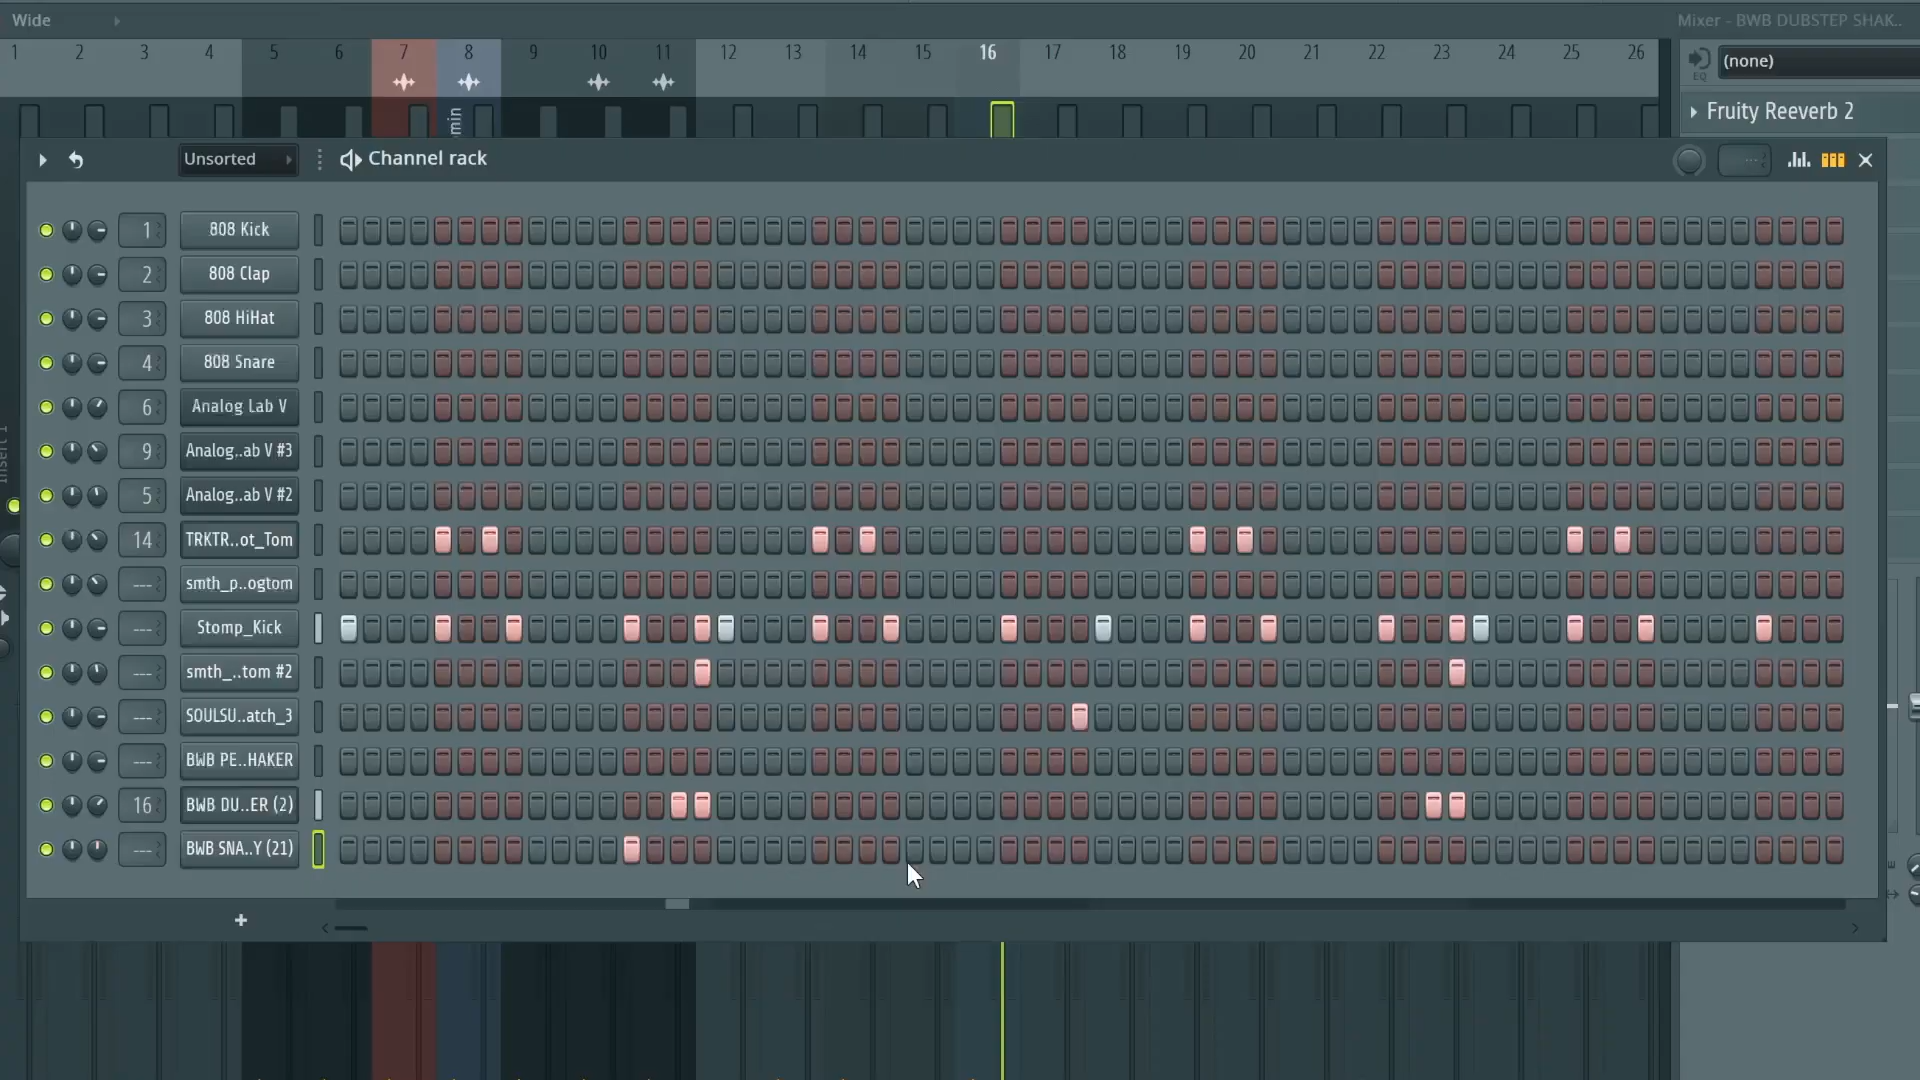 Wide
Mixer - BWB DUBSTEP SHAK..
1 2 3 4 5 6 7 8 9 10 11 12 13 14 15 16 17 18 19 20 21 22 23 24 25 26
EQ
(none)
min
Fruity Reeverb 2
Unsorted
Channel rack
1 808 Kick
2 808 Clap
3 808 HiHat
4 808 Snare
6 Analog Lab V
Insert 1
9 Analog..ab V #3
5 Analog..ab V #2
14 TRKTR..ot_Tom
--- smth_p..ogtom
--- Stomp_Kick
--- smth_..tom #2
--- SOULSU..atch_3
--- BWB PE..HAKER
16 BWB DU..ER (2)
--- BWB SNA..Y (21)